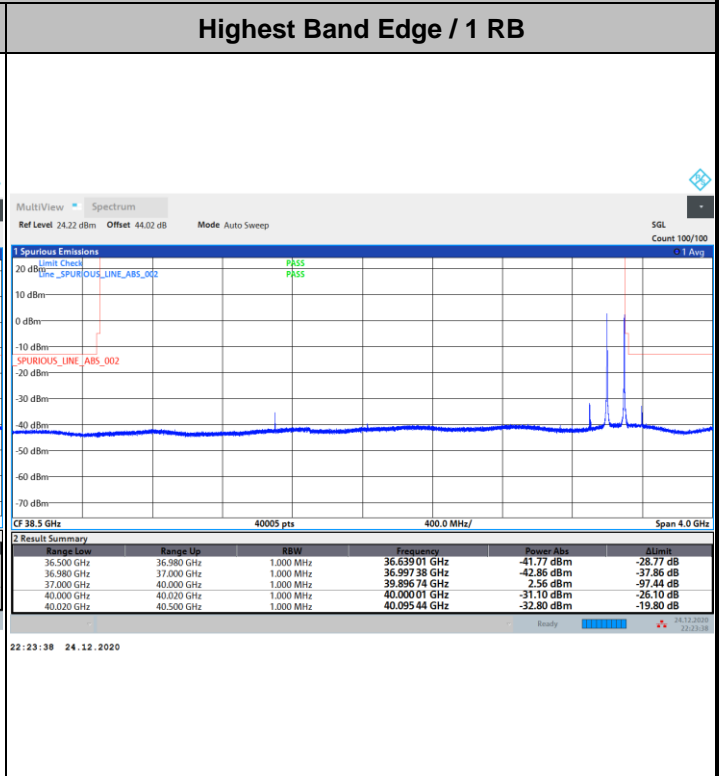 Highest Band Edge / 1 RB
MultiView Spectrum
Ref Level 24.22 dBm Offset 44.02 dB Mode Auto Sweep SGL
Count 100/100
1 Spurious Emissions 1 Avg
Limit Check PASS
20 dBm
Line _SPURIOUS_LINE_ABS_002 PASS
10 dBm
0 dBm
-10 dBm
_SPURIOUS_LINE_ABS_002
-20 dBm
-30 dBm
-40 dBm
-50 dBm
-60 dBm
-70 dBm
CF 38.5 GHz 40005 pts 400.0 MHz/ Span 4.0 GHz
2 Result Summary
Range Low Range Up RBW Frequency Power Abs ΔLimit
36.500 GHz 36.980 GHz 1.000 MHz 36.639 01 GHz -41.77 dBm -28.77 dB
36.980 GHz 37.000 GHz 1.000 MHz 36.997 38 GHz -42.86 dBm -37.86 dB
37.000 GHz 40.000 GHz 1.000 MHz 39.896 74 GHz 2.56 dBm -97.44 dB
40.000 GHz 40.020 GHz 1.000 MHz 40.000 01 GHz -31.10 dBm -26.10 dB
40.020 GHz 40.500 GHz 1.000 MHz 40.095 44 GHz -32.80 dBm -19.80 dB
Ready 24.12.2020
22:23:38
22:23:38 24.12.2020